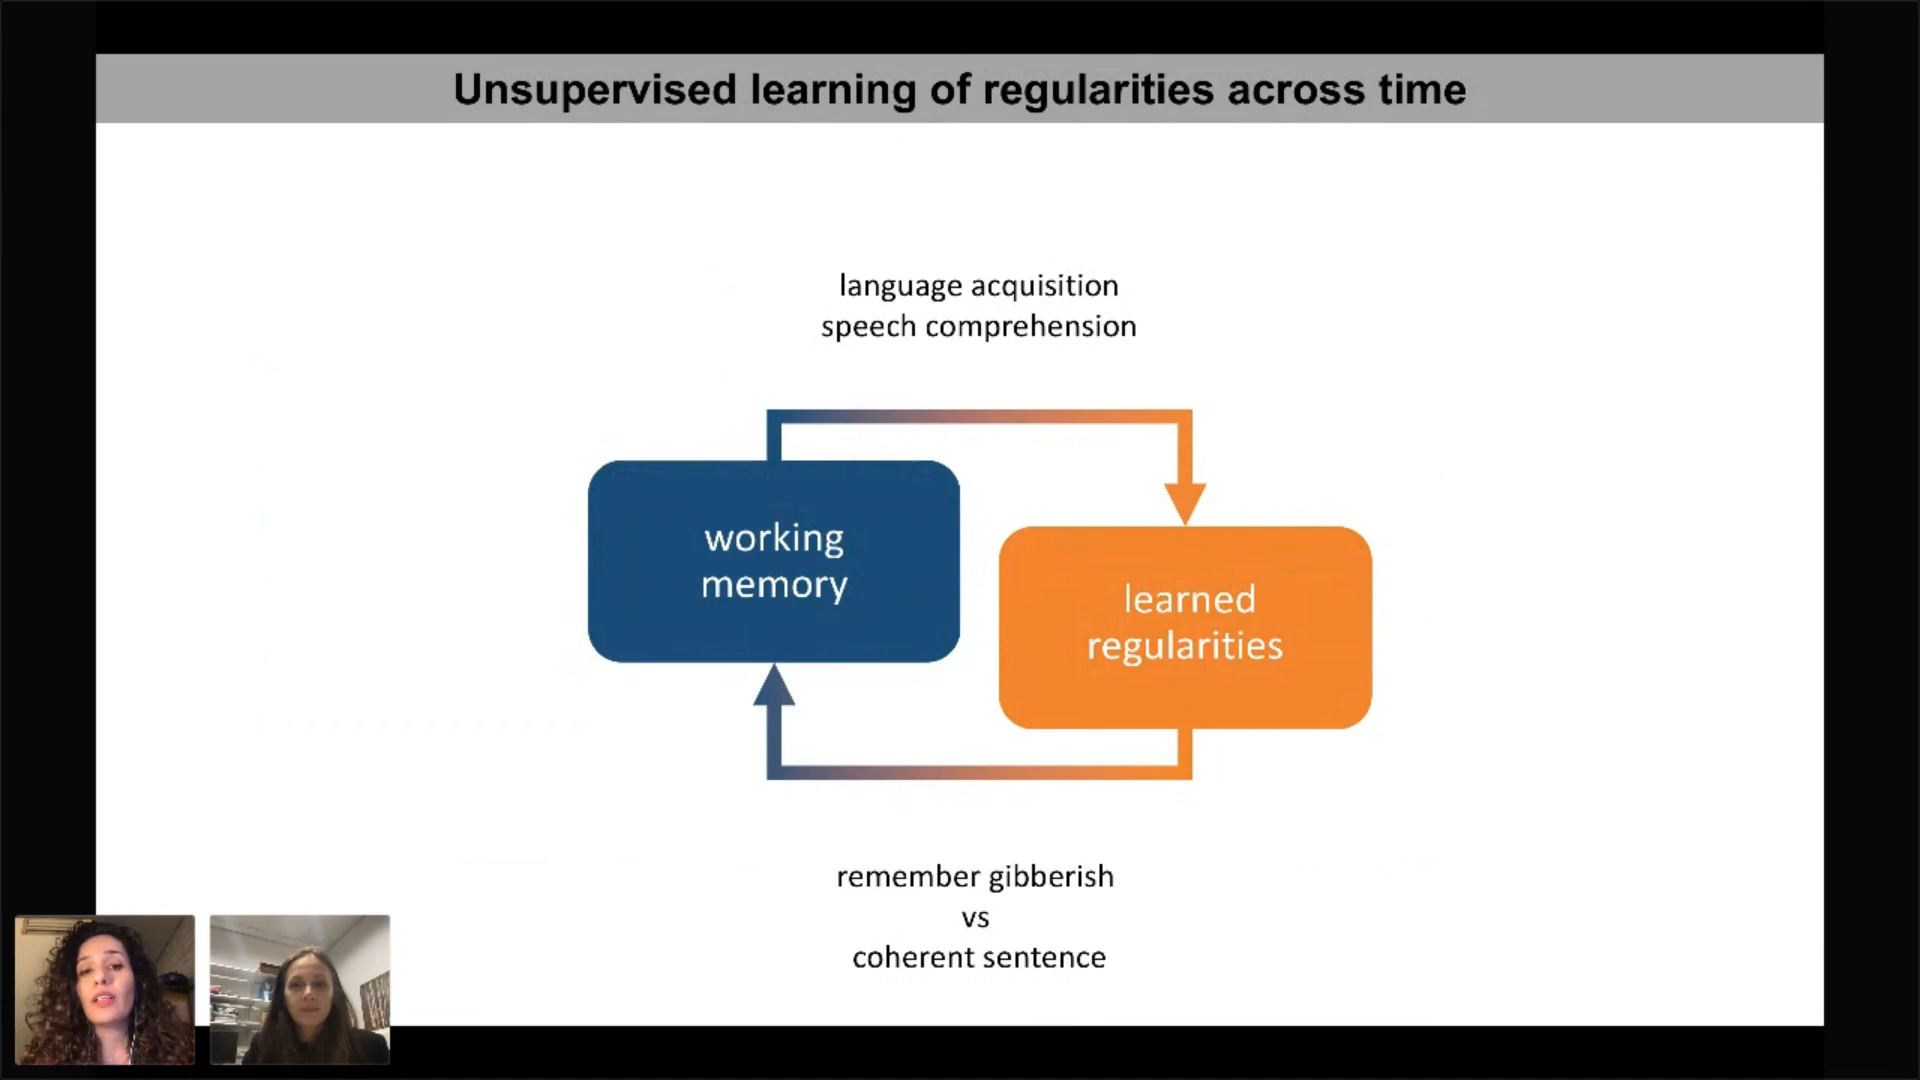 Unsupervised learning of regularities across time
language acquisition
speech comprehension
working
memory
learned
regularities
remember gibberish
vs
coherent sentence